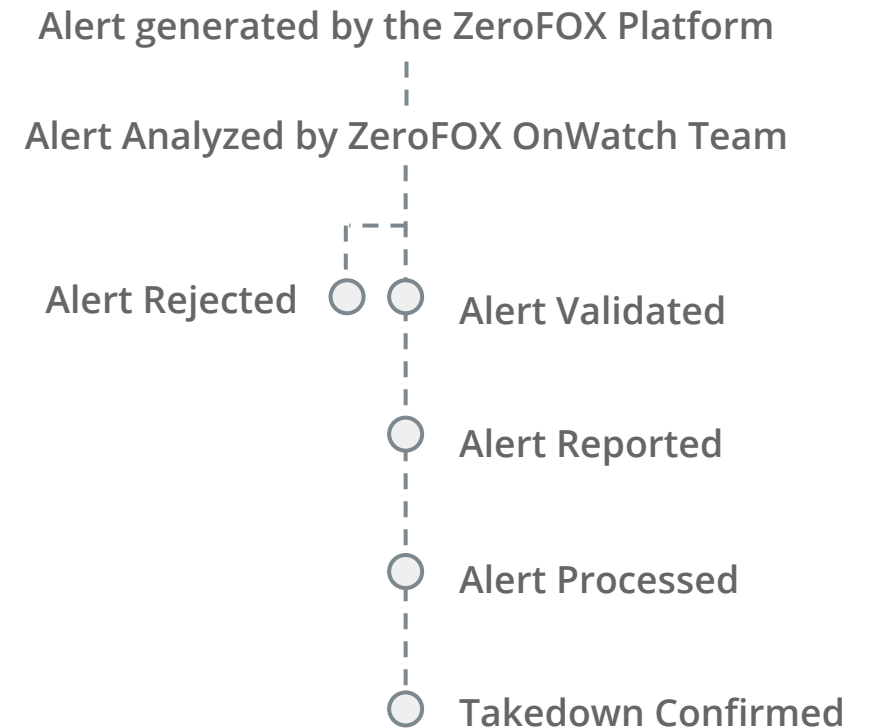 Alert generated by the ZeroFOX Platform
Alert Analyzed by ZeroFOX OnWatch Team
Alert Rejected
Alert Validated
Alert Reported
Alert Processed
Takedown Confirmed